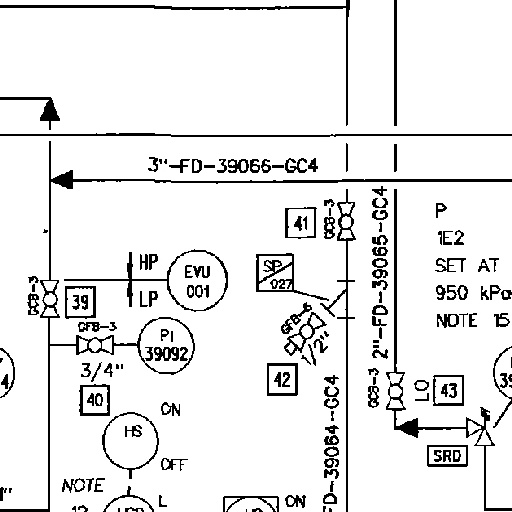 3"-FD-39066-GC4
41
GCB-3
P
1E2
SET AT
950 kPa
NOTE 15
2"-FD-39065-GC4
HP
LP
EVU
001
SP
027
GCB-3
39
GFB-3
PI
39092
3/4"
40
GFB-6
2"
42
GCB-3
LO
43
ON
HS
OFF
SRD
FD-39064-GC4
NOTE
L
ON